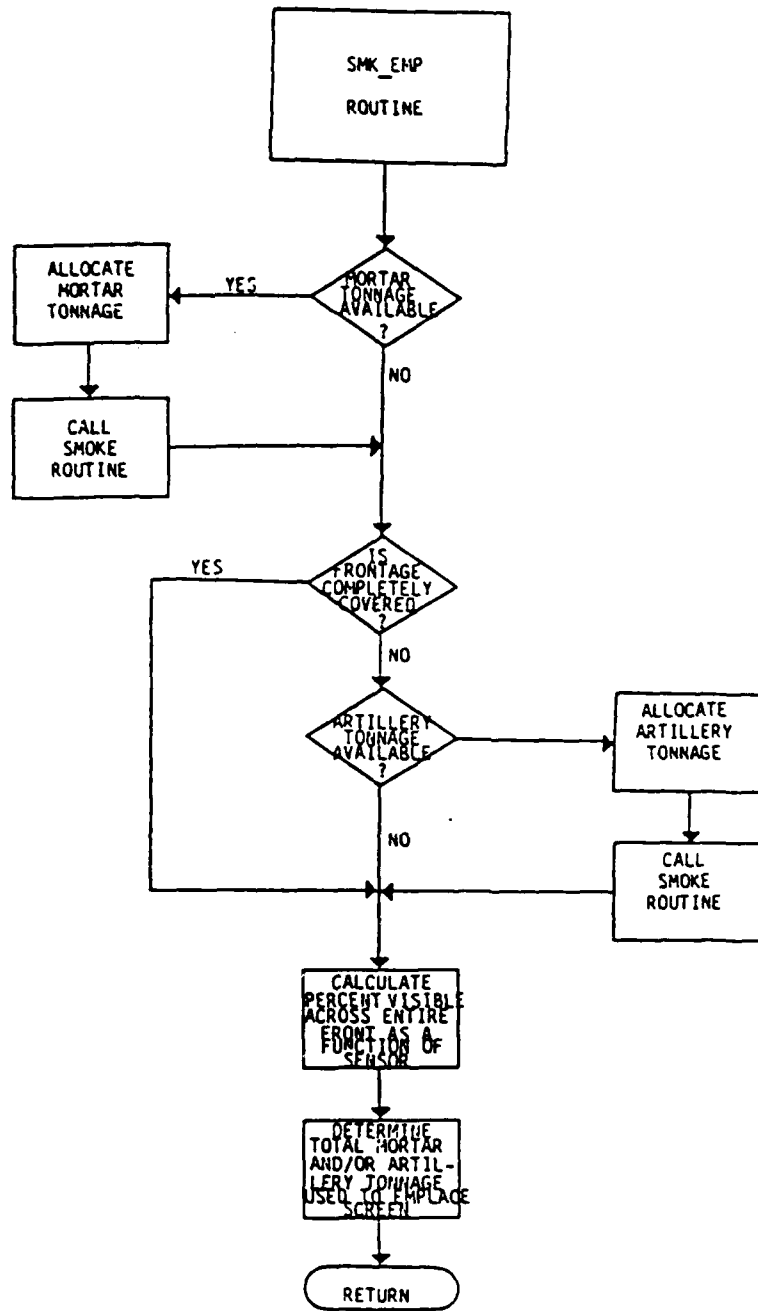 SMK_EMP
ROUTINE
MORTAR
TONNAGE
AVAILABLE
?
YES
ALLOCATE
MORTAR
TONNAGE
NO
CALL
SMOKE
ROUTINE
IS
FRONTAGE
COMPLETELY
COVERED
?
YES
NO
ARTILLERY
TONNAGE
AVAILABLE
?
ALLOCATE
ARTILLERY
TONNAGE
NO
CALL
SMOKE
ROUTINE
CALCULATE
PERCENT VISIBLE
ACROSS ENTIRE
FRONT AS A
FUNCTION OF
SENSOR
DETERMINE
TOTAL MORTAR
AND/OR ARTIL-
LERY TONNAGE
USED TO EMPLACE
SCREEN
RETURN